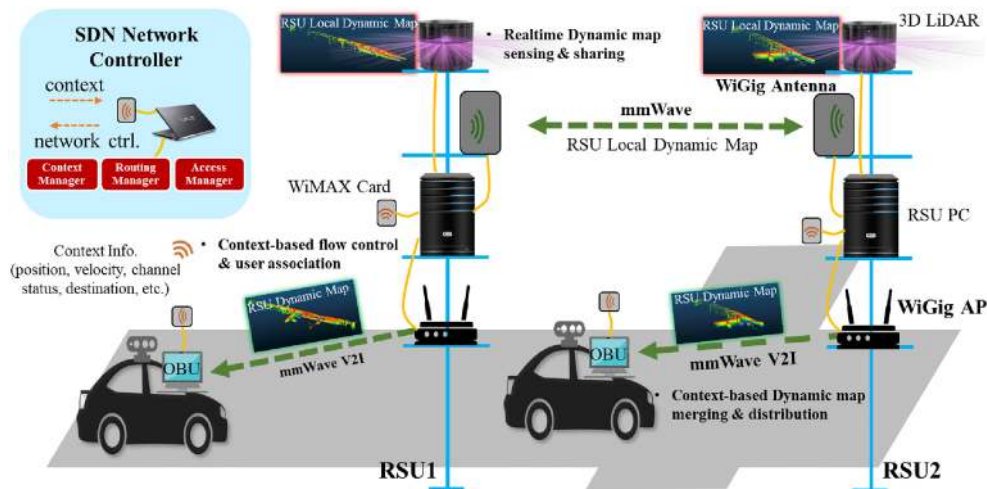 SDN Network
Controller
context
network ctrl.
Context
Manager
Routing
Manager
Access
Manager
RSU Local Dynamic Map
• Realtime Dynamic map
sensing & sharing
RSU Local Dynamic Map
3D LiDAR
WiGig Antenna
mmWave
RSU Local Dynamic Map
WiMAX Card
RSU PC
Context Info.
(position, velocity, channel
status, destination, etc.)
• Context-based flow control
& user association
RSU Dynamic Map
RSU Dynamic Map
WiGig AP
OBU
mmWave V2I
OBU
mmWave V2I
• Context-based Dynamic map
merging & distribution
RSU1
RSU2